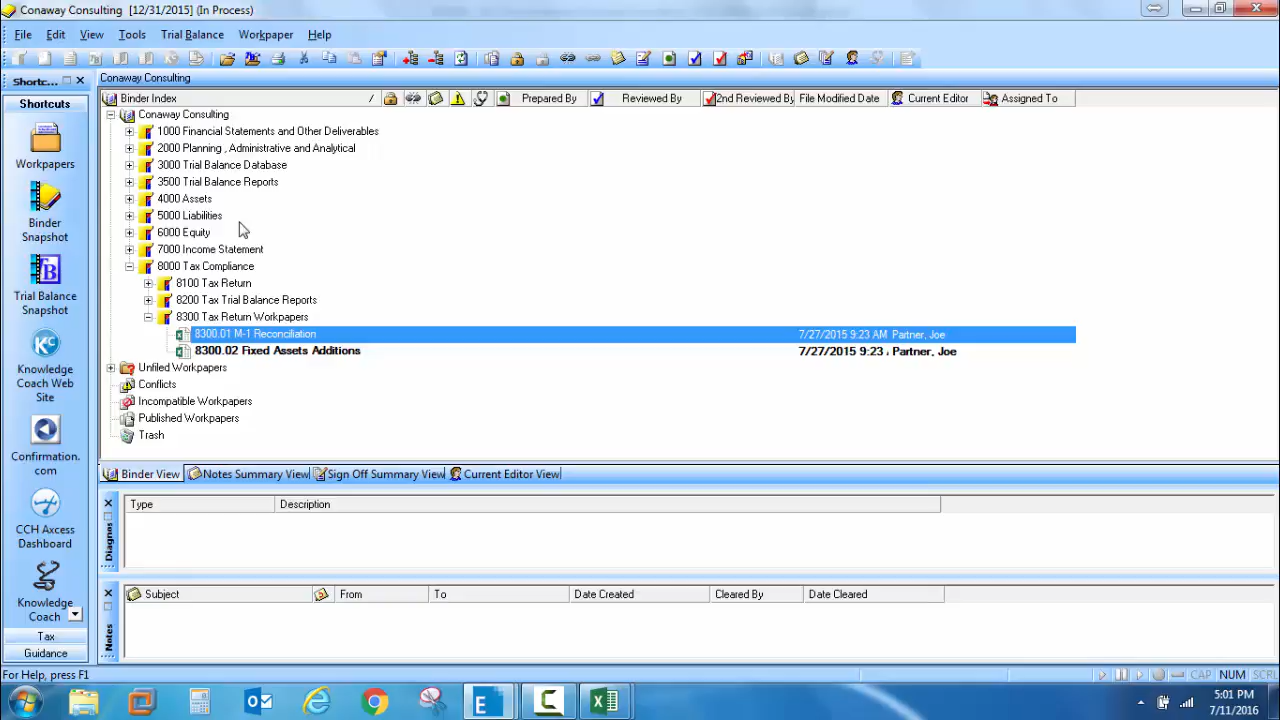 Conaway Consulting [12/31/2015] (In Process)
File Edit View Tools Trial Balance Workpaper Help
Shortc...
Conaway Consulting
Shortcuts
Binder Index / Prepared By Reviewed By 2nd Reviewed By File Modified Date Current Editor Assigned To
Conaway Consulting
1000 Financial Statements and Other Deliverables
2000 Planning , Administrative and Analytical
3000 Trial Balance Database
3500 Trial Balance Reports
4000 Assets
5000 Liabilities
6000 Equity
7000 Income Statement
8000 Tax Compliance
8100 Tax Return
8200 Tax Trial Balance Reports
8300 Tax Return Workpapers
8300.01 M-1 Reconciliation 7/27/2015 9:23 AM Partner, Joe
8300.02 Fixed Assets Additions 7/27/2015 9:23 Partner, Joe
Unfiled Workpapers
Conflicts
Incompatible Workpapers
Published Workpapers
Trash
Workpapers
Binder
Snapshot
Trial Balance
Snapshot
Knowledge
Coach Web
Site
Confirmation.
com
CCH Axcess
Dashboard
Knowledge
Coach
Tax
Guidance
Binder View Notes Summary View Sign Off Summary View Current Editor View
Type Description
Diagnos
Subject From To Date Created Cleared By Date Cleared
Notes
For Help, press F1
CAP NUM SCRL
5:01 PM
7/11/2016